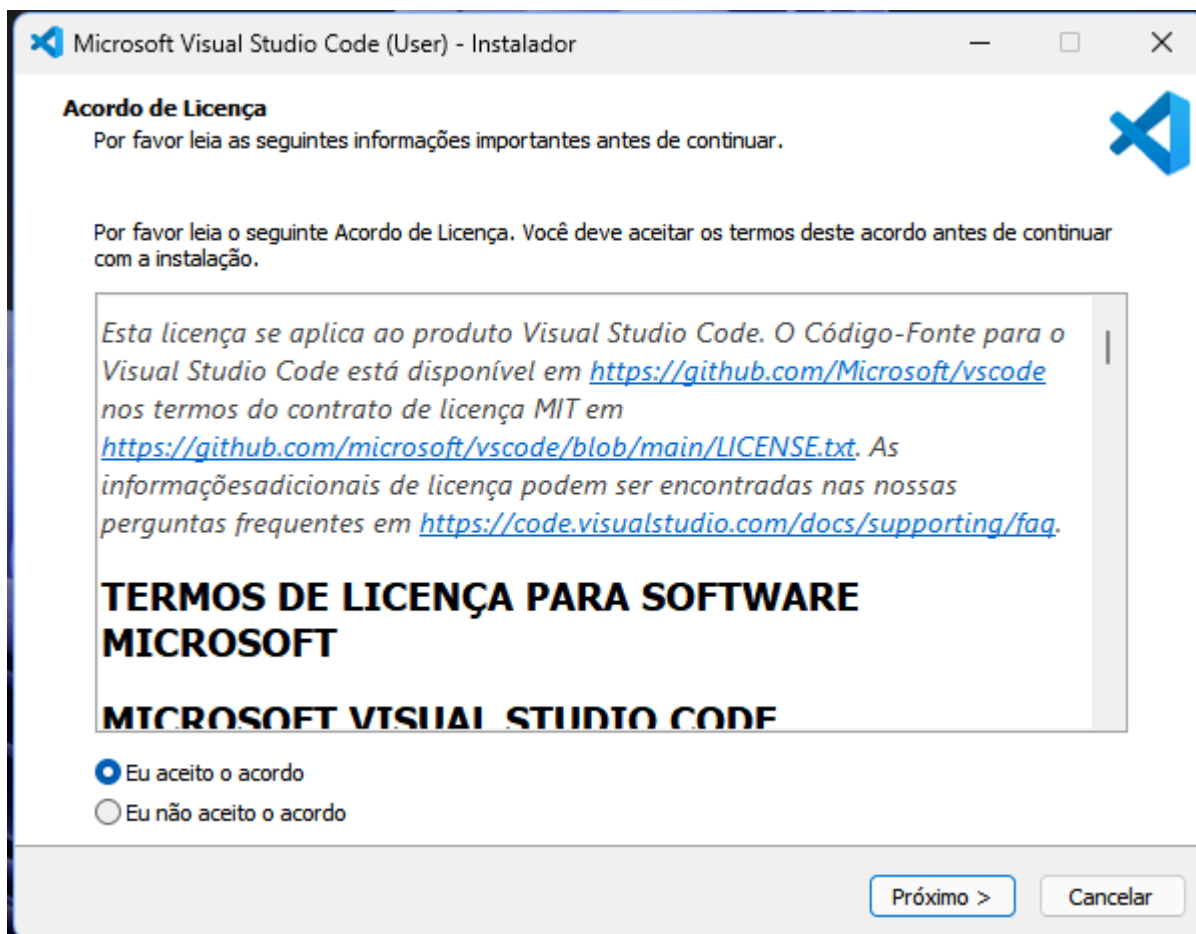 Microsoft Visual Studio Code (User) - Instalador
Acordo de Licença
Por favor leia as seguintes informações importantes antes de continuar.
Por favor leia o seguinte Acordo de Licença. Você deve aceitar os termos deste acordo antes de continuar
com a instalação.
Esta licença se aplica ao produto Visual Studio Code. O Código-Fonte para o
Visual Studio Code está disponível em https://github.com/Microsoft/vscode
nos termos do contrato de licença MIT em
https://github.com/microsoft/vscode/blob/main/LICENSE.txt. As
informaçõesadicionais de licença podem ser encontradas nas nossas
perguntas frequentes em https://code.visualstudio.com/docs/supporting/faq.
TERMOS DE LICENÇA PARA SOFTWARE
MICROSOFT
MICROSOFT VISUAL STUDIO CODE
Eu aceito o acordo
Eu não aceito o acordo
Próximo >
Cancelar